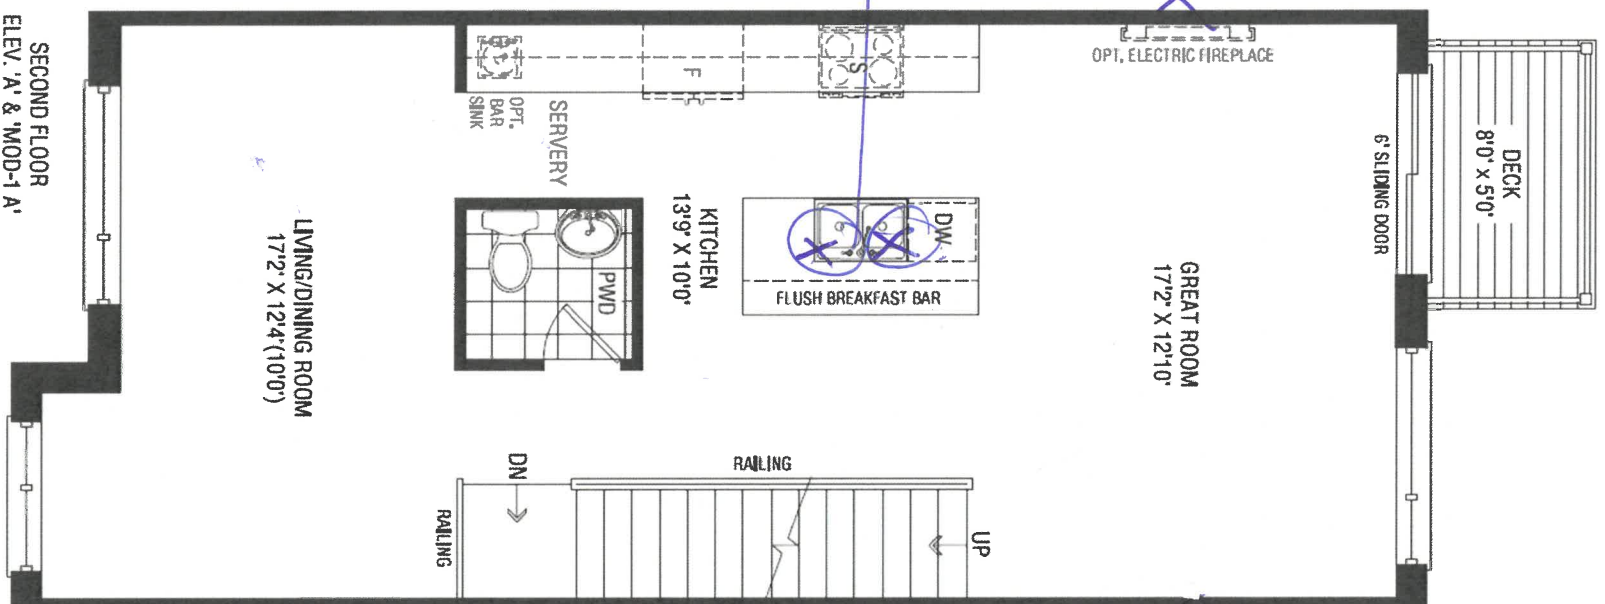 SECOND FLOOR
ELEV. 'A' & 'MOD-1 A'
OPT.
BAR
SINK
SERVERY
F
S
OPT. ELECTRIC FIREPLACE
6' SLIDING DOOR
DECK
8'0' x 5'0'
LIVING/DINING ROOM
17'2' X 12'4'(10'0')
PWD
KITCHEN
13'9' X 10'0'
DW
FLUSH BREAKFAST BAR
GREAT ROOM
17'2' X 12'10'
DN
RAILING
RAILING
UP